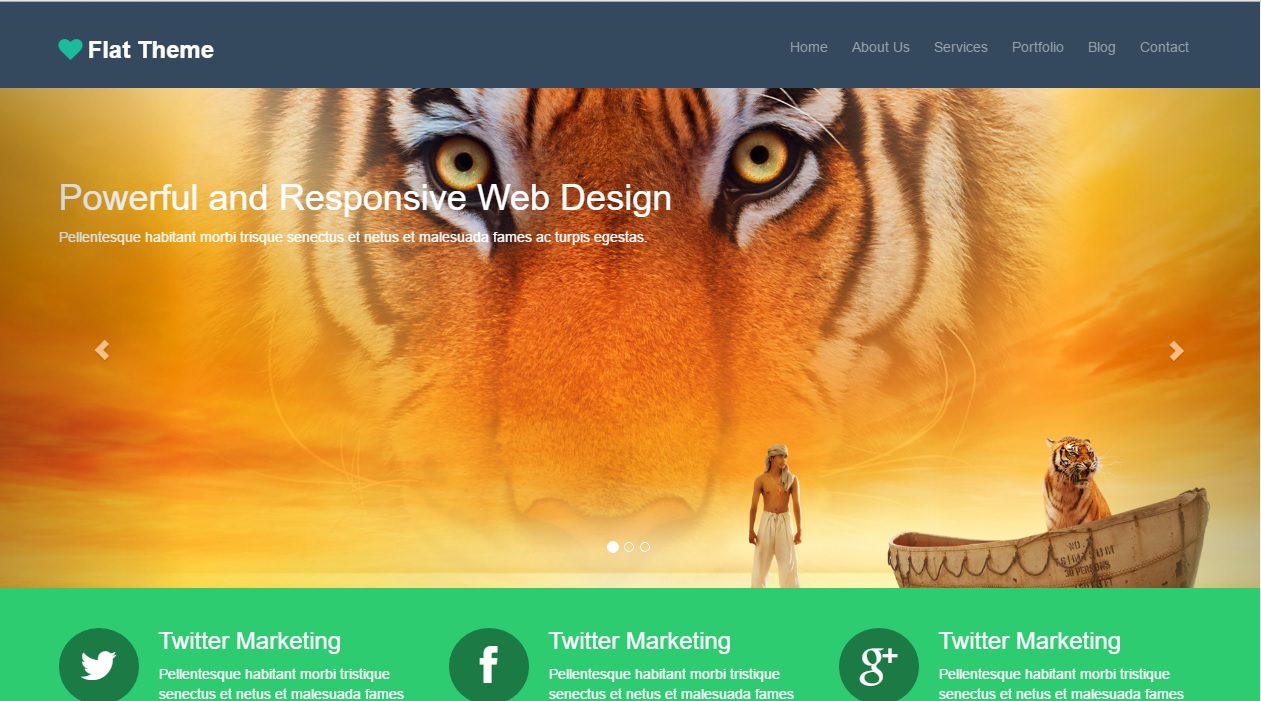 Flat Theme
Home About Us Services Portfolio Blog Contact
Powerful and Responsive Web Design
Pellentesque habitant morbi trisque senectus et netus et malesuada fames ac turpis egestas.
30 PERSONS
Twitter Marketing
Pellentesque habitant morbi tristique
senectus et netus et malesuada fames
Twitter Marketing
Pellentesque habitant morbi tristique
senectus et netus et malesuada fames
Twitter Marketing
Pellentesque habitant morbi tristique
senectus et netus et malesuada fames